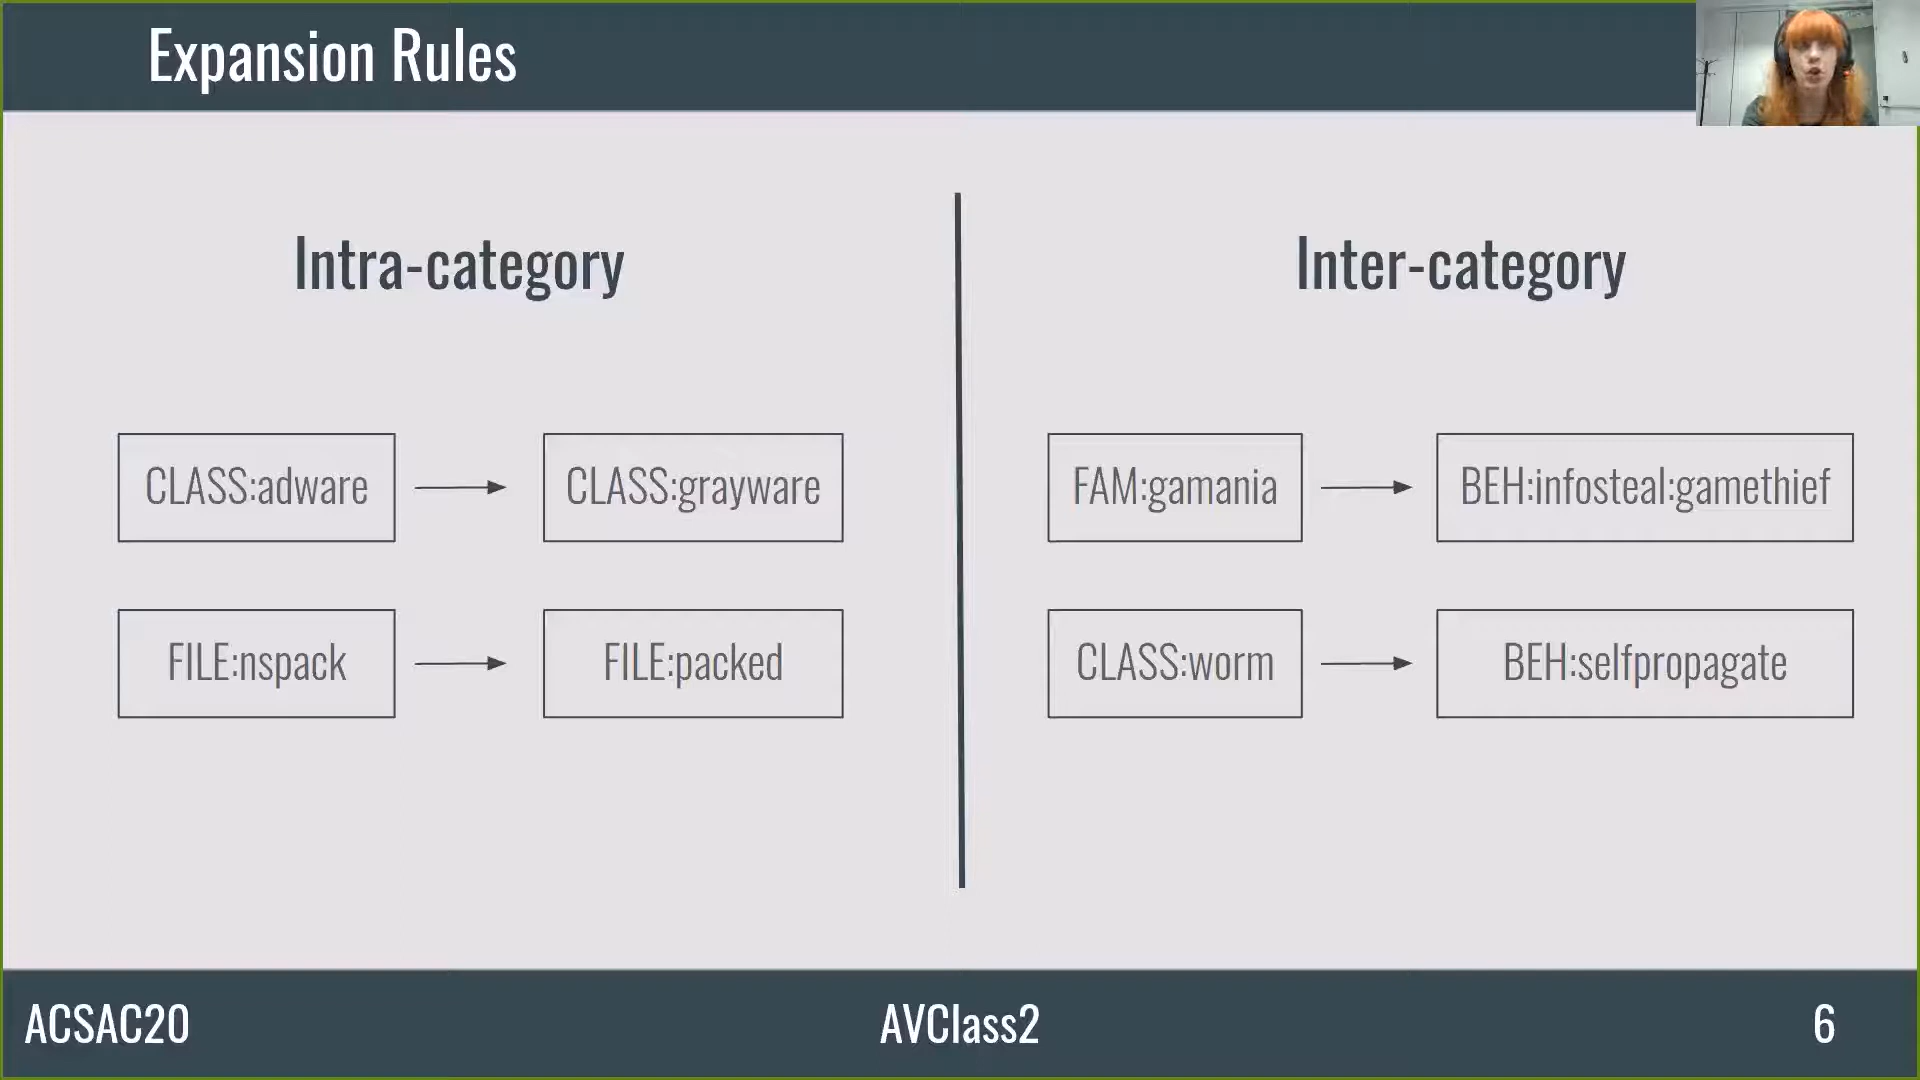 Expansion Rules
Intra-category
CLASS:adware
CLASS:grayware
FILE:nspack
FILE:packed
Inter-category
FAM:gamania
BEH:infosteal:gamethief
CLASS:worm
BEH:selfpropagate
ACSAC20
AVClass2
6